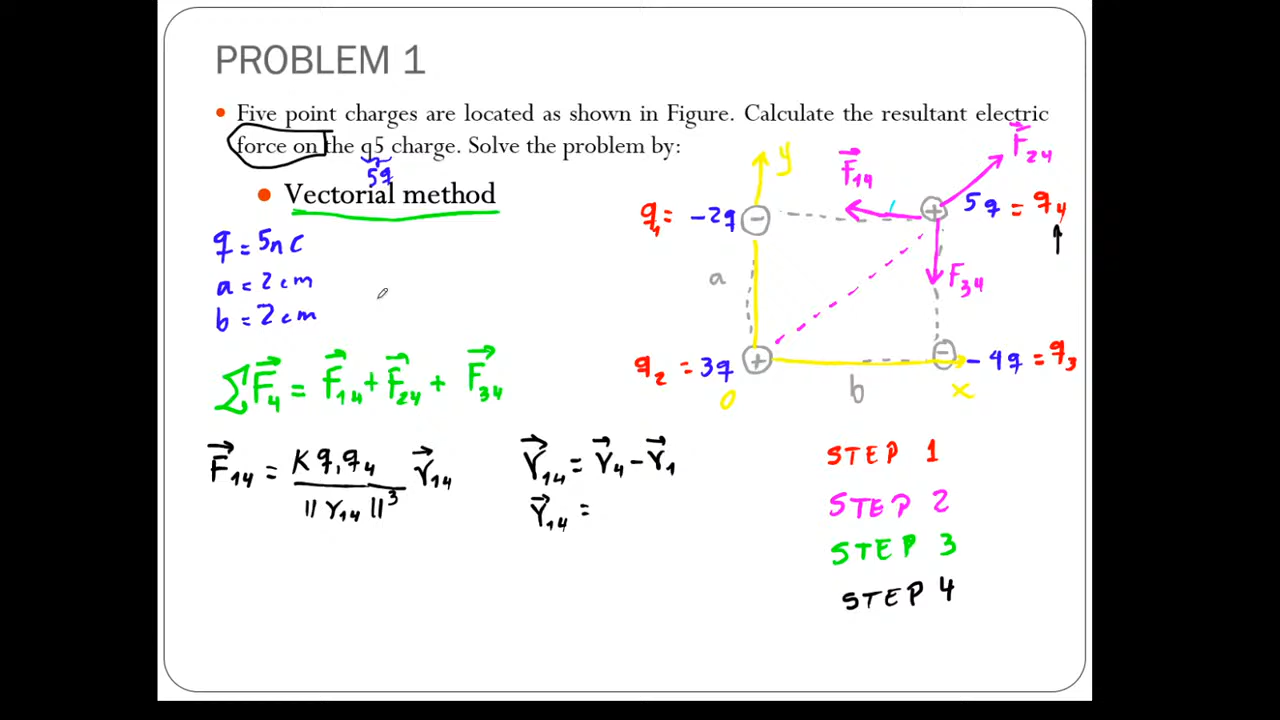 PROBLEM 1
• Five point charges are located as shown in Figure. Calculate the resultant electric
force on the q5 charge. Solve the problem by:
5q
• Vectorial method
q = 5nC
a = 2cm
b = 2cm
∑F⃗₄ = F⃗₁₄ + F⃗₂₄ + F⃗₃₄
F⃗₁₄ = K q₁q₄ / ||r₁₄||³ r⃗₁₄
r⃗₁₄ = r⃗₄ - r⃗₁
r⃗₁₄ =
y
F⃗₁₄
F⃗₂₄
q₁ = -2q
5q = q₄
a
F₃₄
q₂ = 3q
-4q = q₃
0
b
x
STEP 1
STEP 2
STEP 3
STEP 4